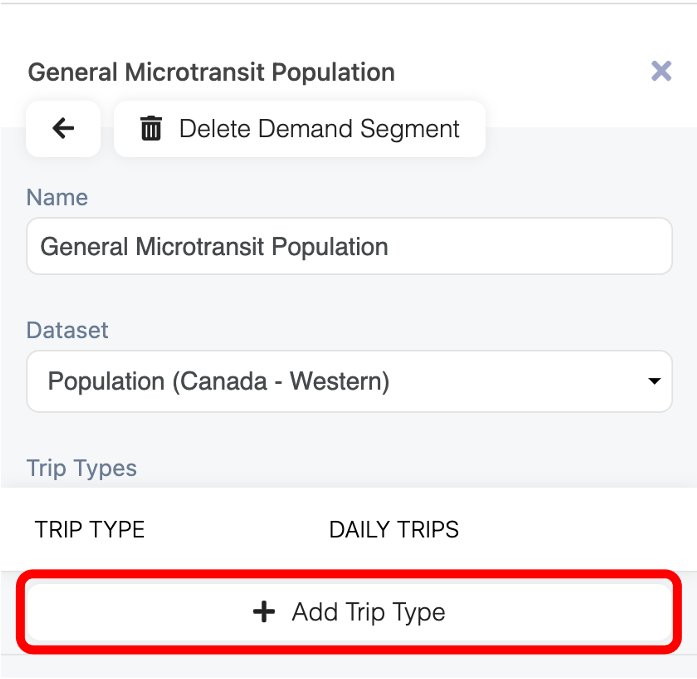 General Microtransit Population
Delete Demand Segment
Name
General Microtransit Population
Dataset
Population (Canada - Western)
Trip Types
TRIP TYPE DAILY TRIPS
Add Trip Type